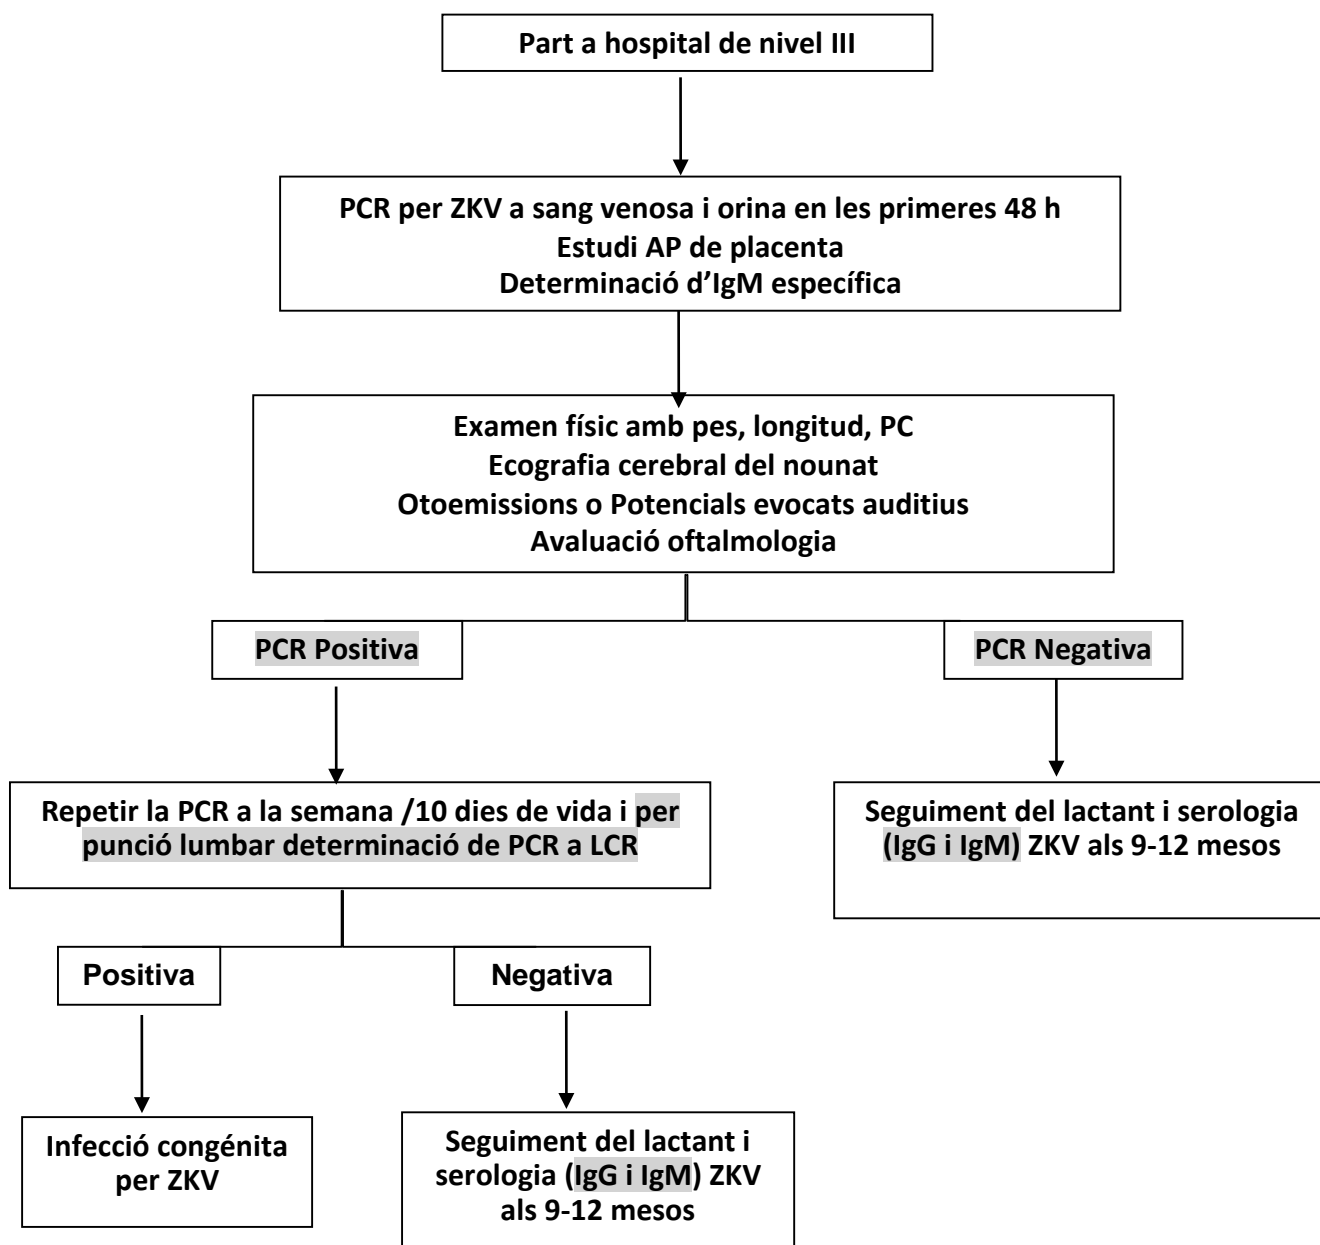 Part a hospital de nivel III
PCR per ZKV a sang venosa i orina en les primeres 48 h
Estudi AP de placenta
Determinació d’IgM específica
Examen físic amb pes, longitud, PC
Ecografia cerebral del nounat
Otoemissions o Potencials evocats auditius
Avaluació oftalmologia
PCR Positiva
PCR Negativa
Repetir la PCR a la semana /10 dies de vida i per
punció lumbar determinació de PCR a LCR
Seguiment del lactant i serologia
(IgG i IgM) ZKV als 9-12 mesos
Positiva
Negativa
Infecció congénita
per ZKV
Seguiment del lactant i
serologia (IgG i IgM) ZKV
als 9-12 mesos